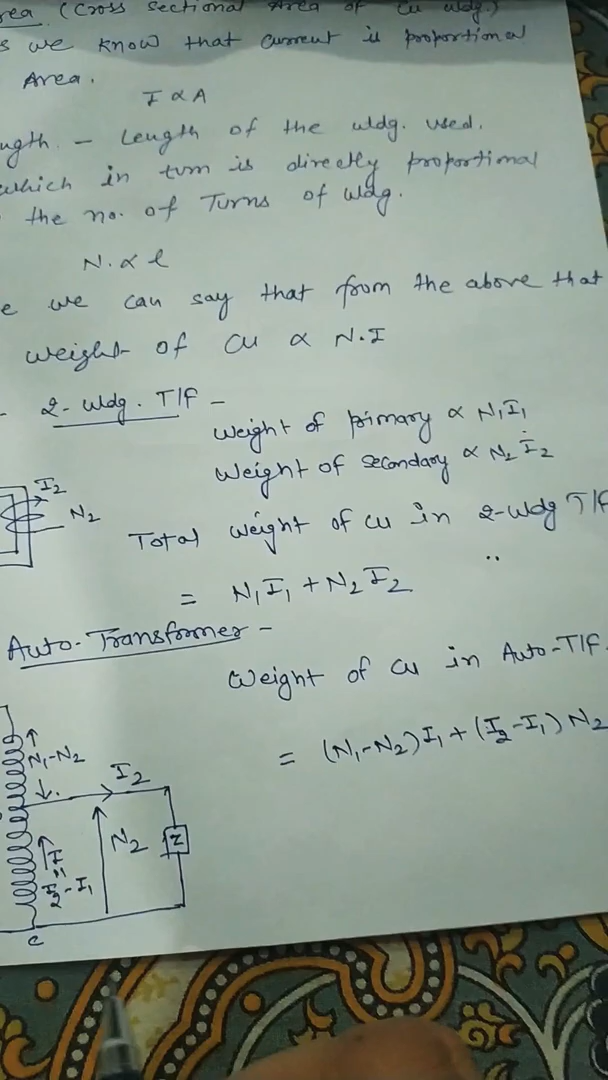 rea (Cross Sectional Area of Cu wdg.)
s we know that current is proportional
Area.
I ∝ A
ngth - Length of the wdg. used.
which in turn is directly proportional
the no. of Turns of wdg.
N ∝ l
e we can say that from the above that
weight of Cu ∝ N.I
2-wdg. T/F -
weight of primary ∝ N₁I₁
weight of secondary ∝ N₂ I₂
I₂
N₂
Total weight of Cu in 2-wdg T/F
= N₁I₁ + N₂I₂
Auto-Transformer -
weight of Cu in Auto-T/F.
= (N₁-N₂)I₁ + (I₂-I₁) N₂
N₁-N₂
I₂
N₂
Z
I
"
I₂-I₁
C